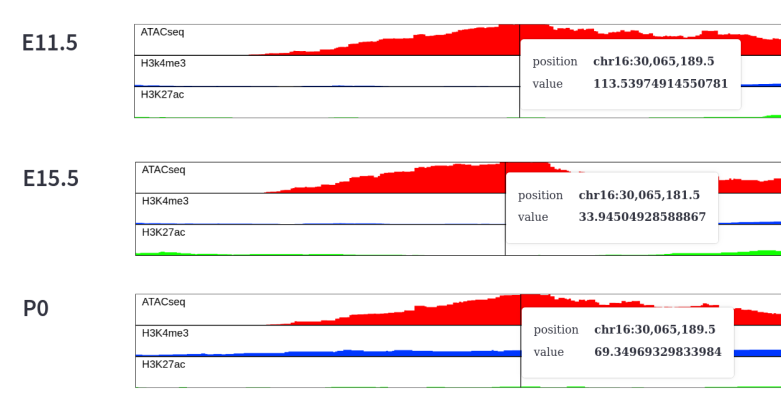 E11.5
ATACseq
H3k4me3
H3K27ac
position chr16:30,065,189.5
value 113.53974914550781
E15.5
ATACseq
H3K4me3
H3K27ac
position chr16:30,065,181.5
value 33.94504928588867
P0
ATACseq
H3K4me3
H3K27ac
position chr16:30,065,189.5
value 69.34969329833984